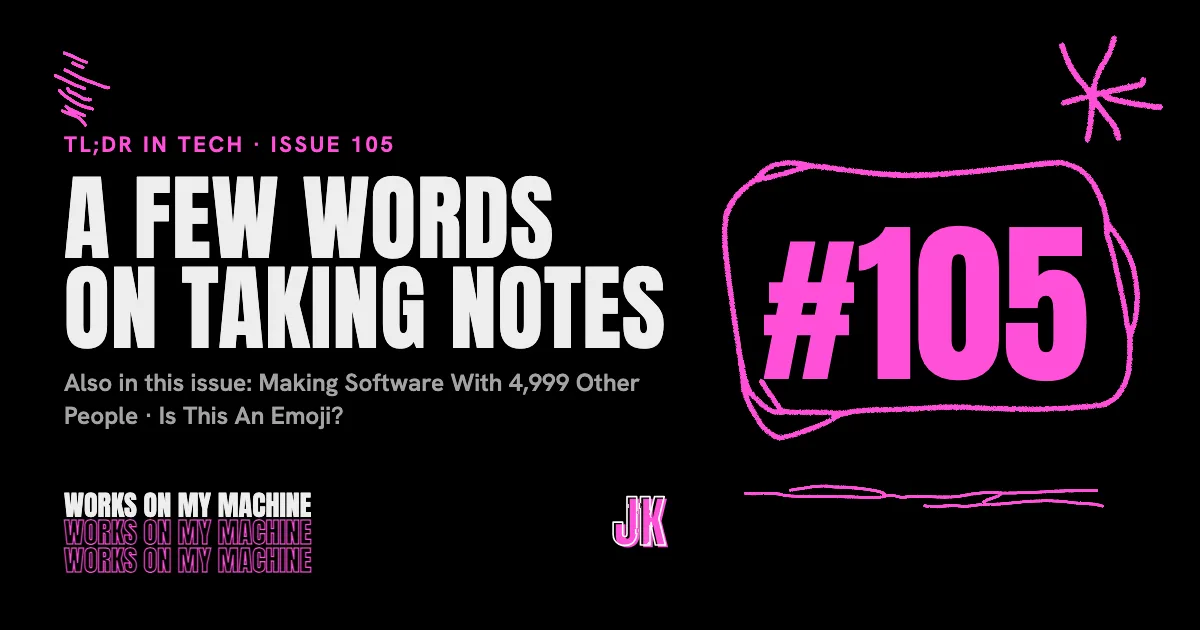 TL;DR IN TECH · ISSUE 105
A FEW WORDS
ON TAKING NOTES
Also in this issue: Making Software With 4,999 Other
People · Is This An Emoji?
#105
WORKS ON MY MACHINE
WORKS ON MY MACHINE
WORKS ON MY MACHINE
JK